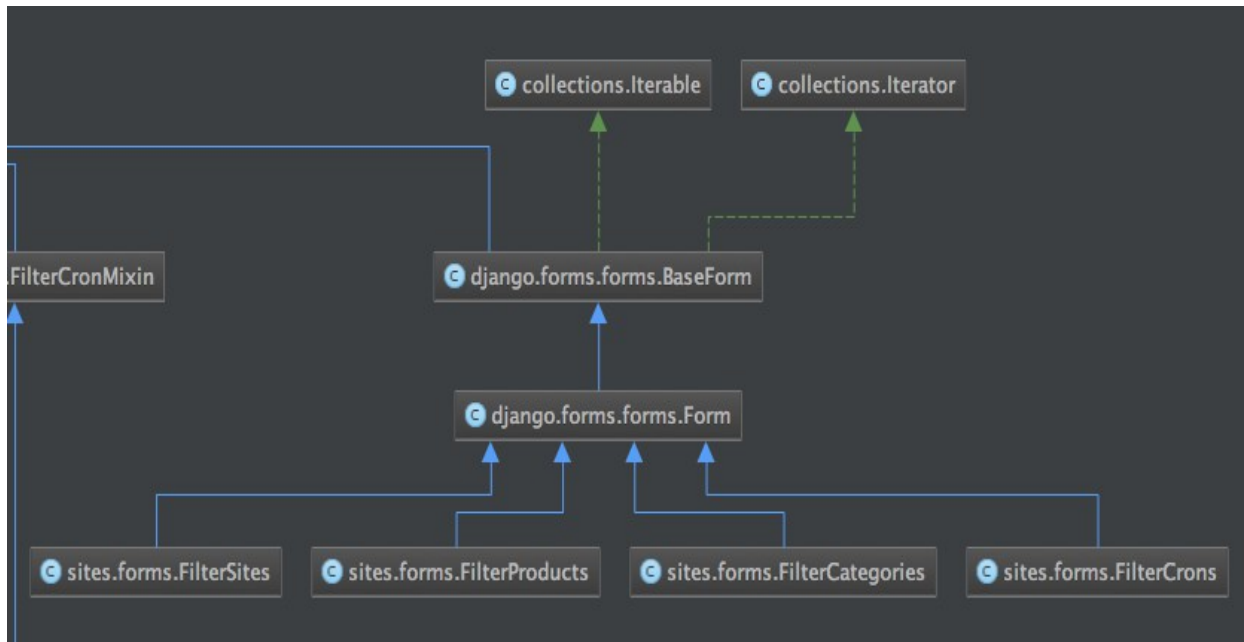 C collections.Iterable
C collections.Iterator
.FilterCronMixin
C django.forms.forms.BaseForm
C django.forms.forms.Form
C sites.forms.FilterSites
C sites.forms.FilterProducts
C sites.forms.FilterCategories
C sites.forms.FilterCrons